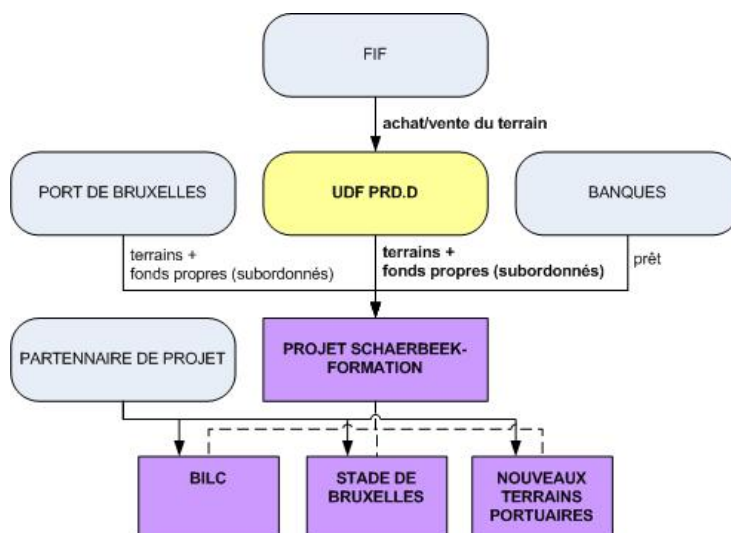 FIF
achat/vente du terrain
PORT DE BRUXELLES
UDF PRD.D
BANQUES
terrains +
fonds propres (subordonnés)
terrains +
fonds propres (subordonnés)
prêt
PARTENNAIRE DE PROJET
PROJET SCHAERBEEK-
FORMATION
BILC
STADE DE
BRUXELLES
NOUVEAUX
TERRAINS
PORTUAIRES